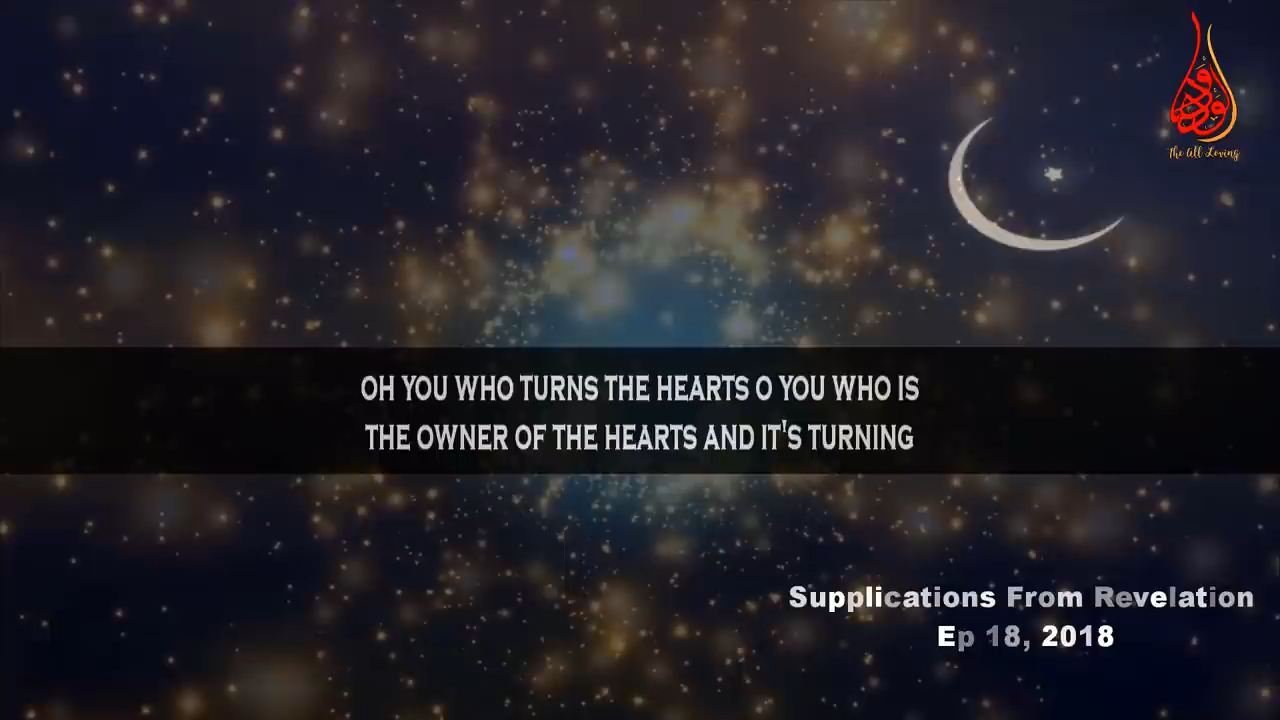 ودود
The All Loving
OH YOU WHO TURNS THE HEARTS O YOU WHO IS
THE OWNER OF THE HEARTS AND IT'S TURNING
Supplications From Revelation
Ep 18, 2018